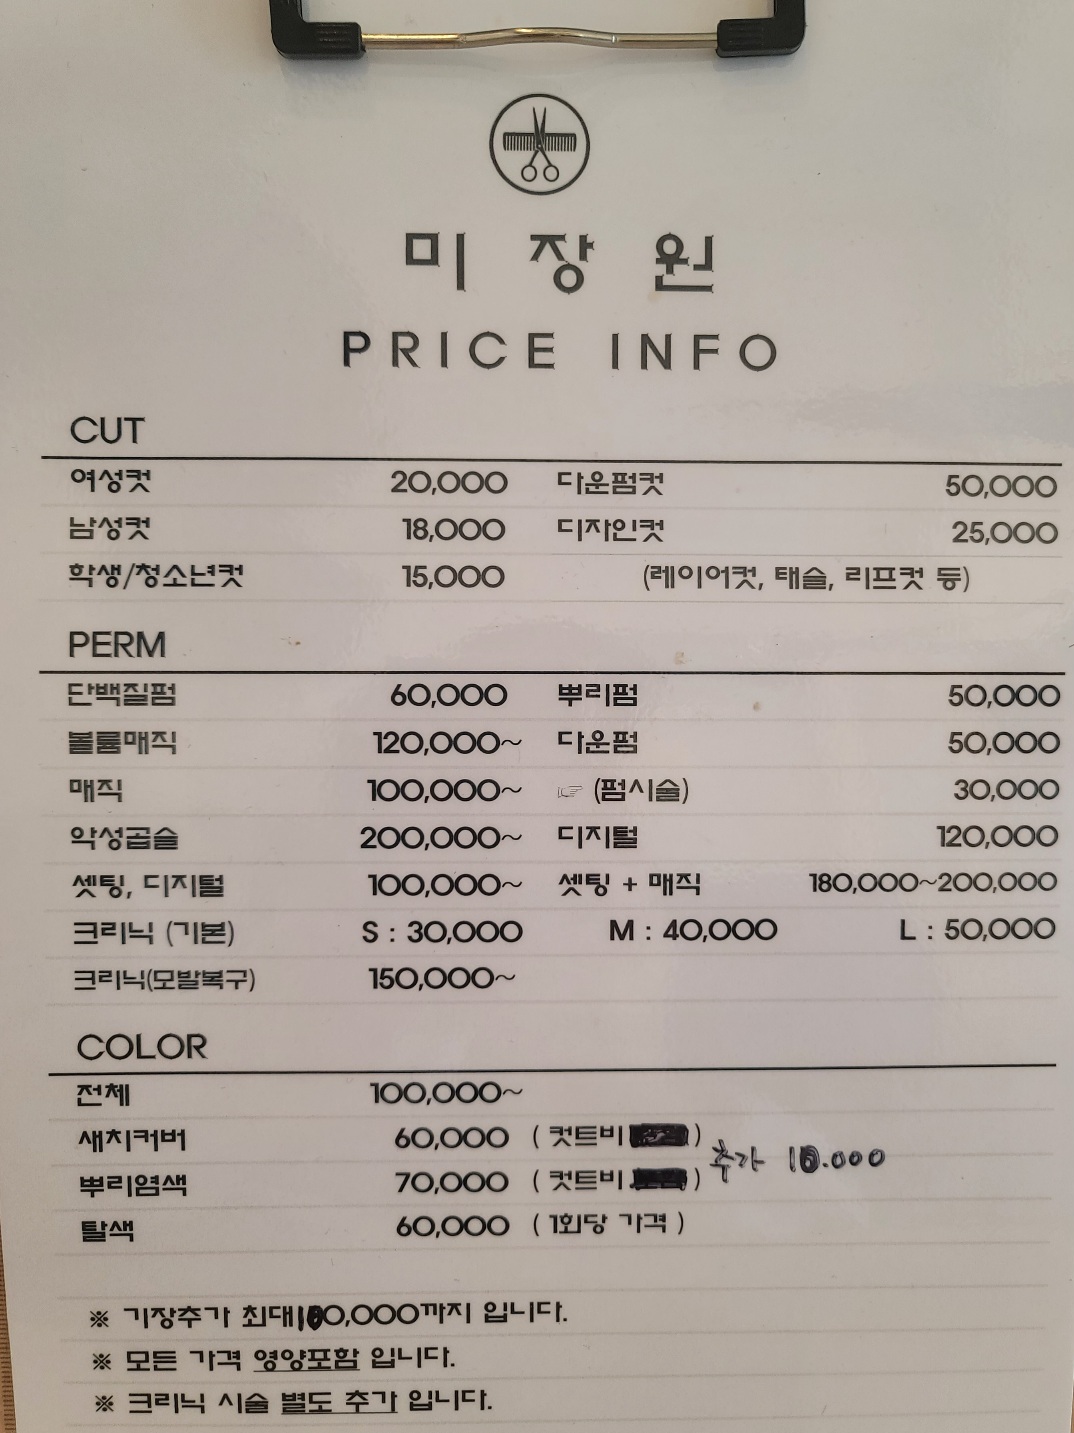 미 장 원
PRICE INFO
CUT
여성컷 20,000 다운펌컷 50,000
남성컷 18,000 디자인컷 25,000
학생/청소년컷 15,000 (레이어컷, 태슬, 리프컷 등)
PERM
단백질펌 60,000 뿌리펌 50,000
볼륨매직 120,000~ 다운펌 50,000
매직 100,000~ ☞ (펌시술) 30,000
악성곱슬 200,000~ 디지털 120,000
셋팅, 디지털 100,000~ 셋팅 + 매직 180,000~200,000
크리닉 (기본) S : 30,000 M : 40,000 L : 50,000
크리닉(모발복구) 150,000~
COLOR
전체 100,000~
새치커버 60,000 ( 컷트비 )
추가
뿌리염색 70,000 ( 컷트비 )
탈색 60,000 ( 1회당 가격 )
※ 기장추가 최대 까지 입니다.
※ 모든 가격 영양포함 입니다.
※ 크리닉 시술 별도 추가 입니다.